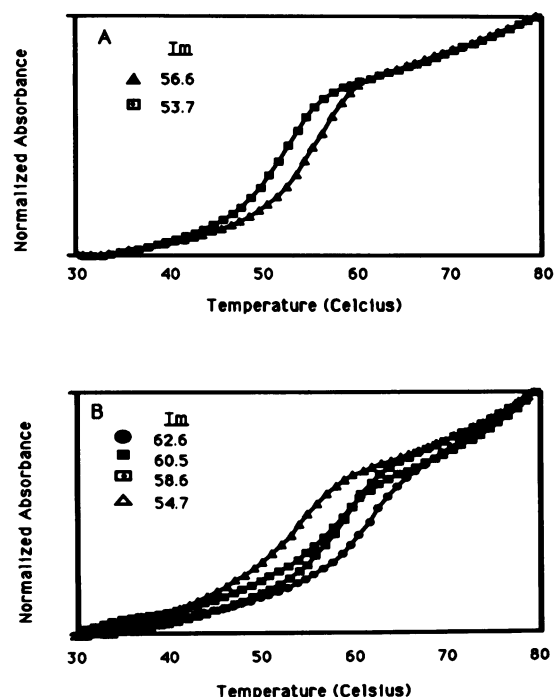 A
Tm
56.6
53.7
Normalized Absorbance
30 40 50 60 70 80
Temperature (Celcius)
B
Tm
62.6
60.5
58.6
54.7
Normalized Absorbance
30 40 50 60 70 80
Temperature (Celcius)